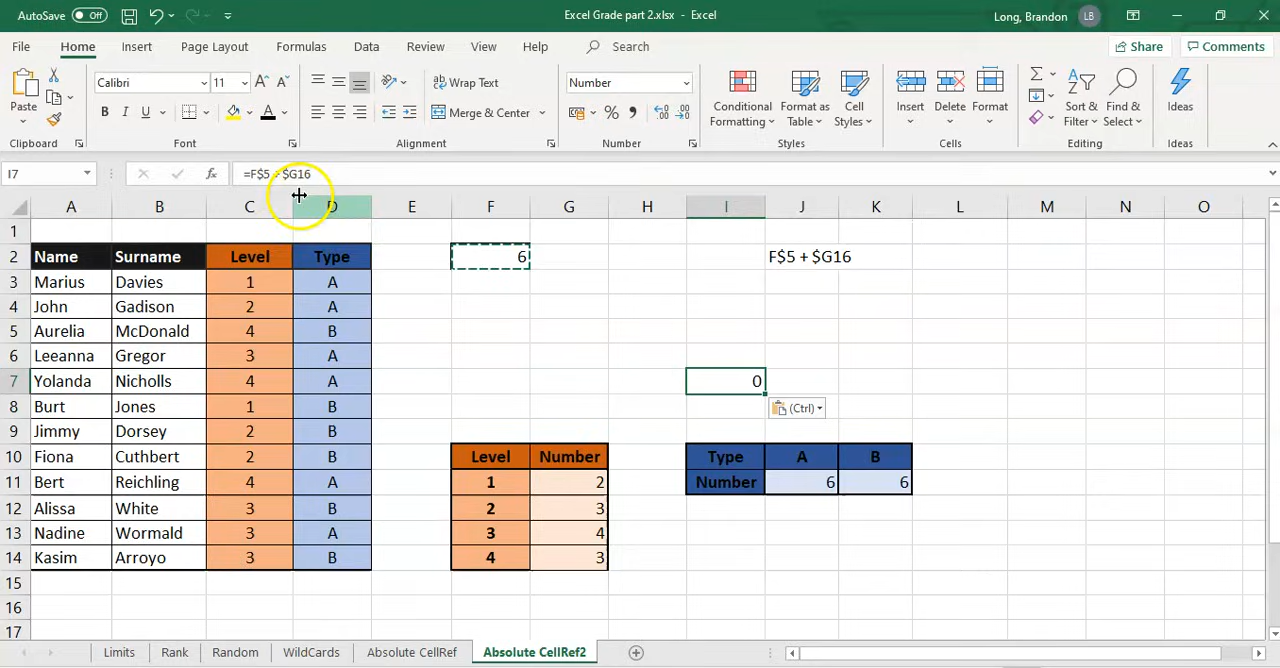 AutoSave Off Excel Grade part 2.xlsx - Excel Long, Brandon LB
File Home Insert Page Layout Formulas Data Review View Help Search Share Comments
Paste Calibri 11 A A Wrap Text Number Conditional Formatting Format as Table Cell Styles Insert Delete Format Sort & Filter Find & Select Ideas
B I U A Merge & Center % 
Clipboard Font Alignment Number Styles Cells Editing Ideas
I7 fx =F$5 + $G16
A B C D E F G H I J K L M N O
1
2 Name Surname Level Type 6 F$5 + $G16
3 Marius Davies 1 A
4 John Gadison 2 A
5 Aurelia McDonald 4 B
6 Leeanna Gregor 3 A
7 Yolanda Nicholls 4 A 0
8 Burt Jones 1 B (Ctrl)
9 Jimmy Dorsey 2 B
10 Fiona Cuthbert 2 B Level Number Type A B
11 Bert Reichling 4 A 1 2 Number 6 6
12 Alissa White 3 B 2 3
13 Nadine Wormald 3 A 3 4
14 Kasim Arroyo 3 B 4 3
15
16
17
Limits Rank Random WildCards Absolute CellRef Absolute CellRef2